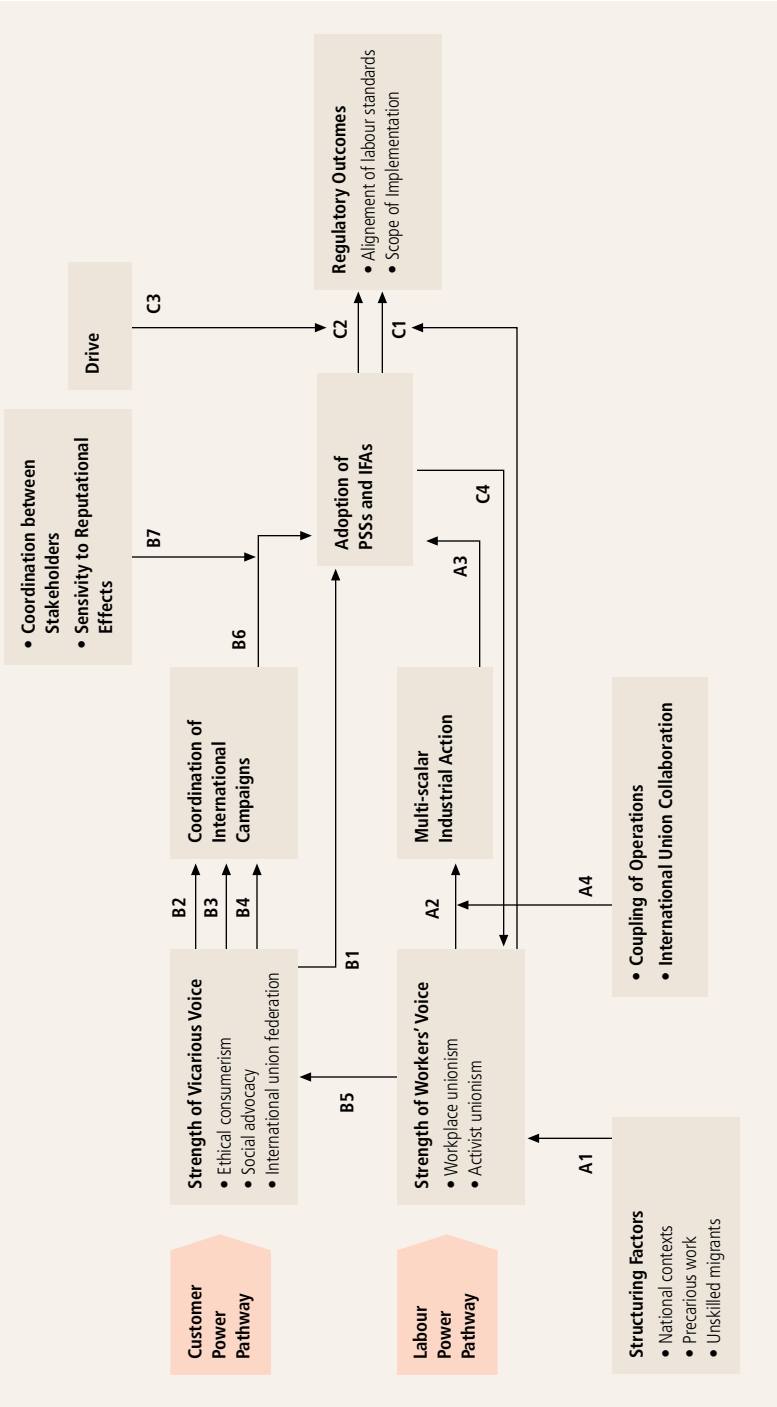 Customer
Power
Pathway
Strength of Vicarious Voice
• Ethical consumerism
• Social advocacy
• International union federation
B2
B3
B4
Coordination of
International
Campaigns
B6
• Coordination between
Stakeholders
• Sensivity to Reputational
Effects
B7
Drive
C3
B1
B5
Labour
Power
Pathway
Strength of Workers’ Voice
• Workplace unionism
• Activist unionism
A2
Multi-scalar
Industrial Action
A3
Adoption of
PSSs and IFAs
C4
C2
C1
Regulatory Outcomes
• Alignement of labour standards
• Scope of Implementation
A1
Structuring Factors
• National contexts
• Precarious work
• Unskilled migrants
A4
• Coupling of Operations
• International Union Collaboration